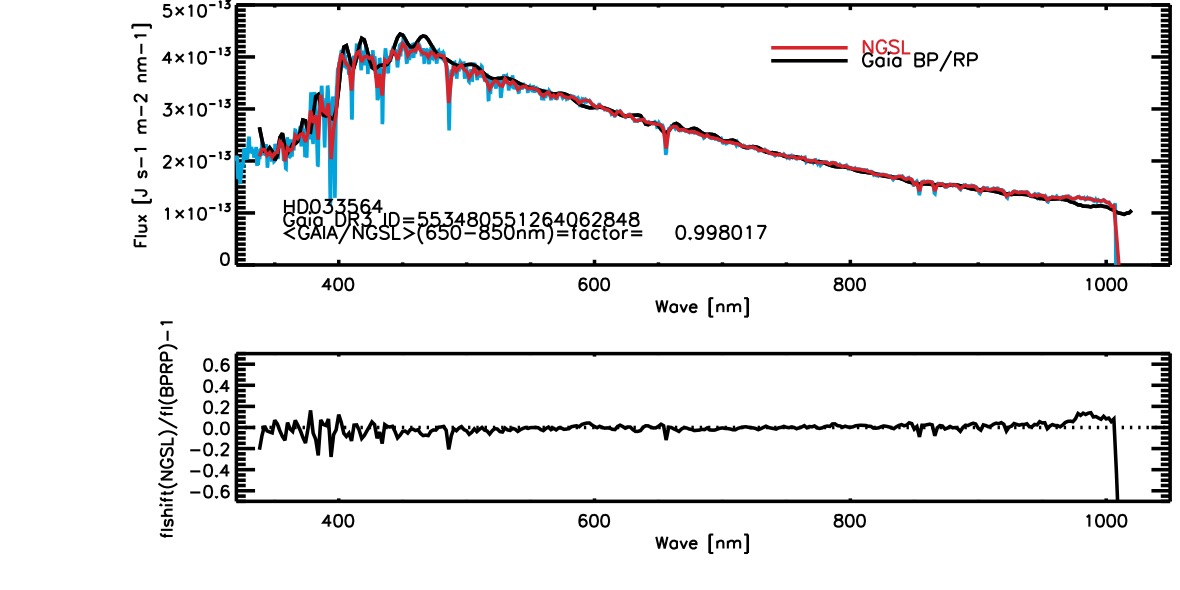 5×10−13
4×10−13
3×10−13
2×10−13
1×10−13
0
Flux [J s−1 m−2 nm−1]
NGSL
Gaia BP/RP
HD033564
Gaia DR3 ID=553480551264062848
<GAIA/NGSL>(650−850nm)=factor= 0.998017
400 600 800 1000
Wave [nm]
flshift(NGSL)/fl(BPRP)−1
0.6
0.4
0.2
0.0
−0.2
−0.4
−0.6
400 600 800 1000
Wave [nm]